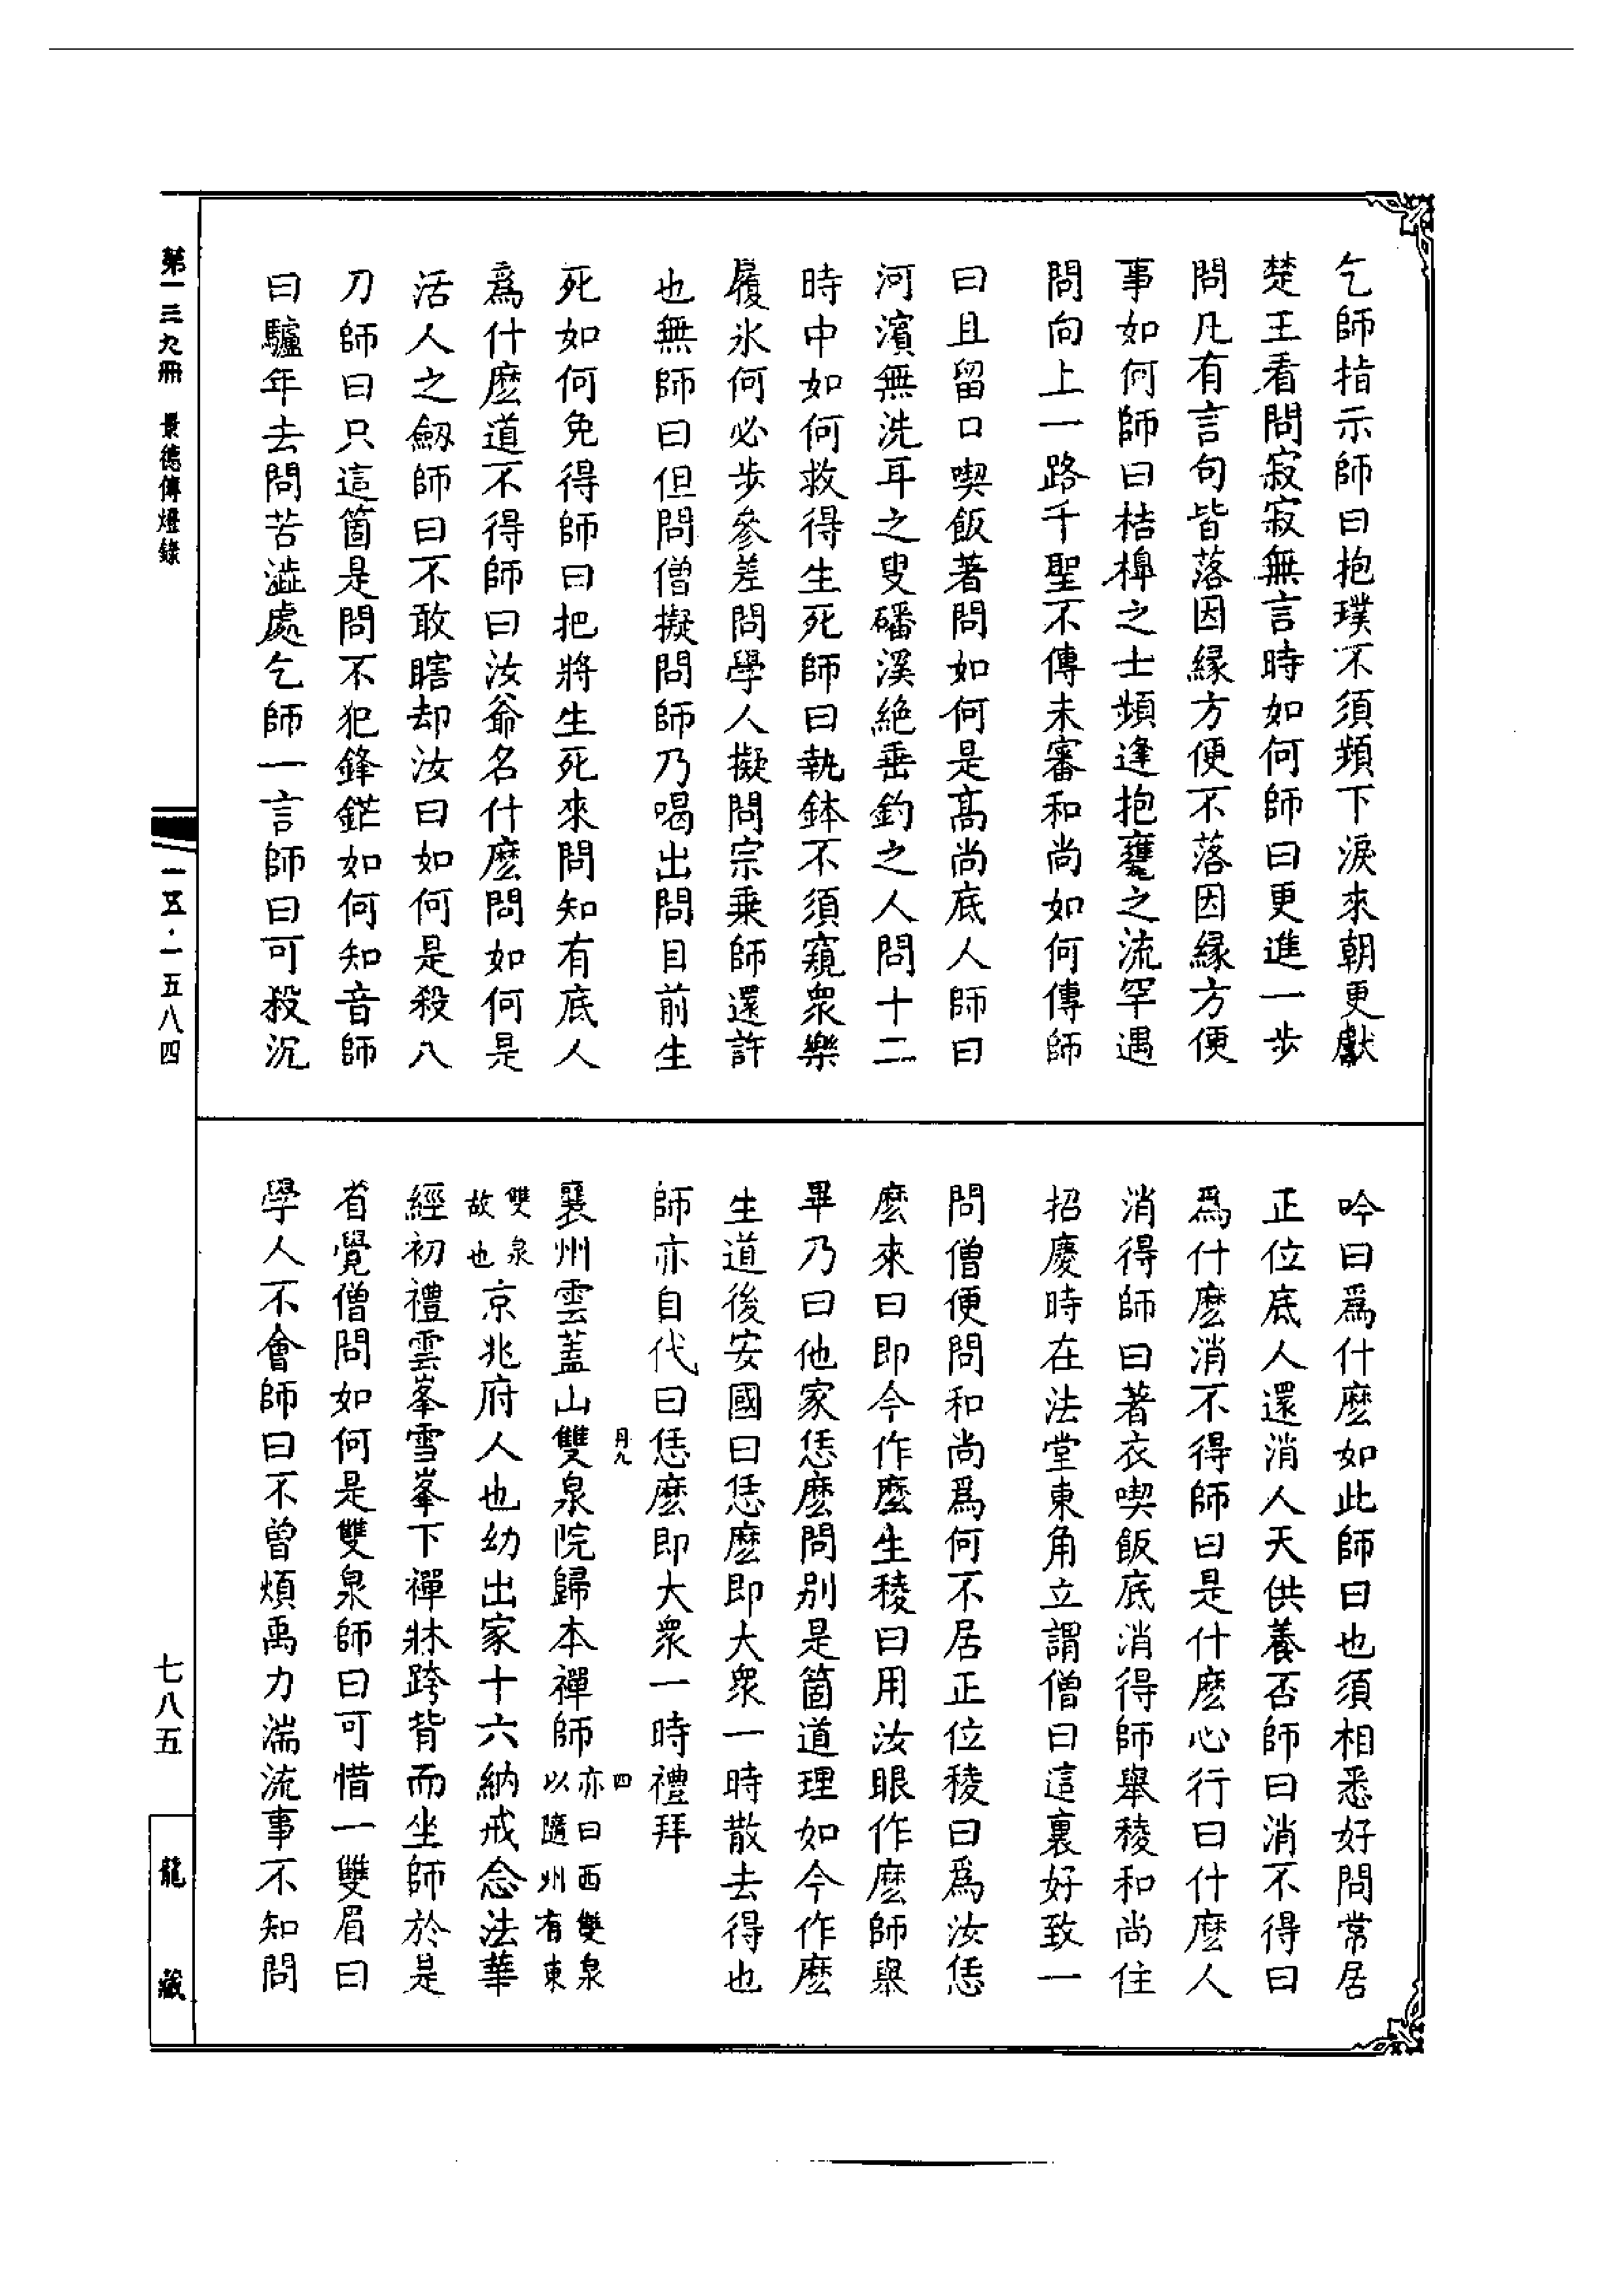 乞師指示師曰抱璞不須頻下淚來朝更獻
楚王看問寂寂無言時如何師曰更進一步
問凡有言句皆落因緣方便不落因緣方便
事如何師曰桔槔之士頻逢抱甕之流罕遇
問向上一路千聖不傳未審和尚如何傳師
曰且留口喫飯著問如何是高尚底人師曰
河濱無洗耳之叟磻溪絕垂釣之人問十二
時中如何救得生死師曰執鉢不須窺眾樂
履氷何必步參差問學人擬問宗乗師還許
也無師曰但問僧擬問師乃喝出問目前生
死如何免得師曰把將生死來問知有底人
爲什麽道不得師曰汝爺名什麽問如何是
活人之劒師曰不敢瞎却汝曰如何是殺人
刀師曰只這箇是問不犯鋒鋩如何知音師
曰驢年去問苦澁處乞師一言師曰可殺沉
吟曰爲什麽如此師曰也須相悉好問常居
正位底人還消人天供養否師曰消不得曰
爲什麽消不得師曰是什麽心行曰什麽人
消得師曰著衣喫飯底消得師舉稜和尚住
招慶時在法堂東角立謂僧曰這裏好致一
問僧便問和尚爲何不居正位稜曰爲汝恁
麽來曰即今作麽生稜曰用汝眼作麽師舉
畢乃曰他家恁麽問别是箇道理如今作麽
生道後安國曰恁麽即大眾一時散去得也
師亦自代曰恁麽即大眾一時禮拜
月九　四
襄州雲蓋山雙泉院歸本禪師亦曰西雙泉以隨州有東
雙泉故也京兆府人也幼出家十六納戒念法華
經初禮雲峯雪峯下禪牀跨背而坐師於是
省覺僧問如何是雙泉師曰可惜一雙眉曰
學人不會師曰不曾煩禹力湍流事不知問
第一三九冊　景德傳燈錄
一五・一五八四
七八五
龍藏